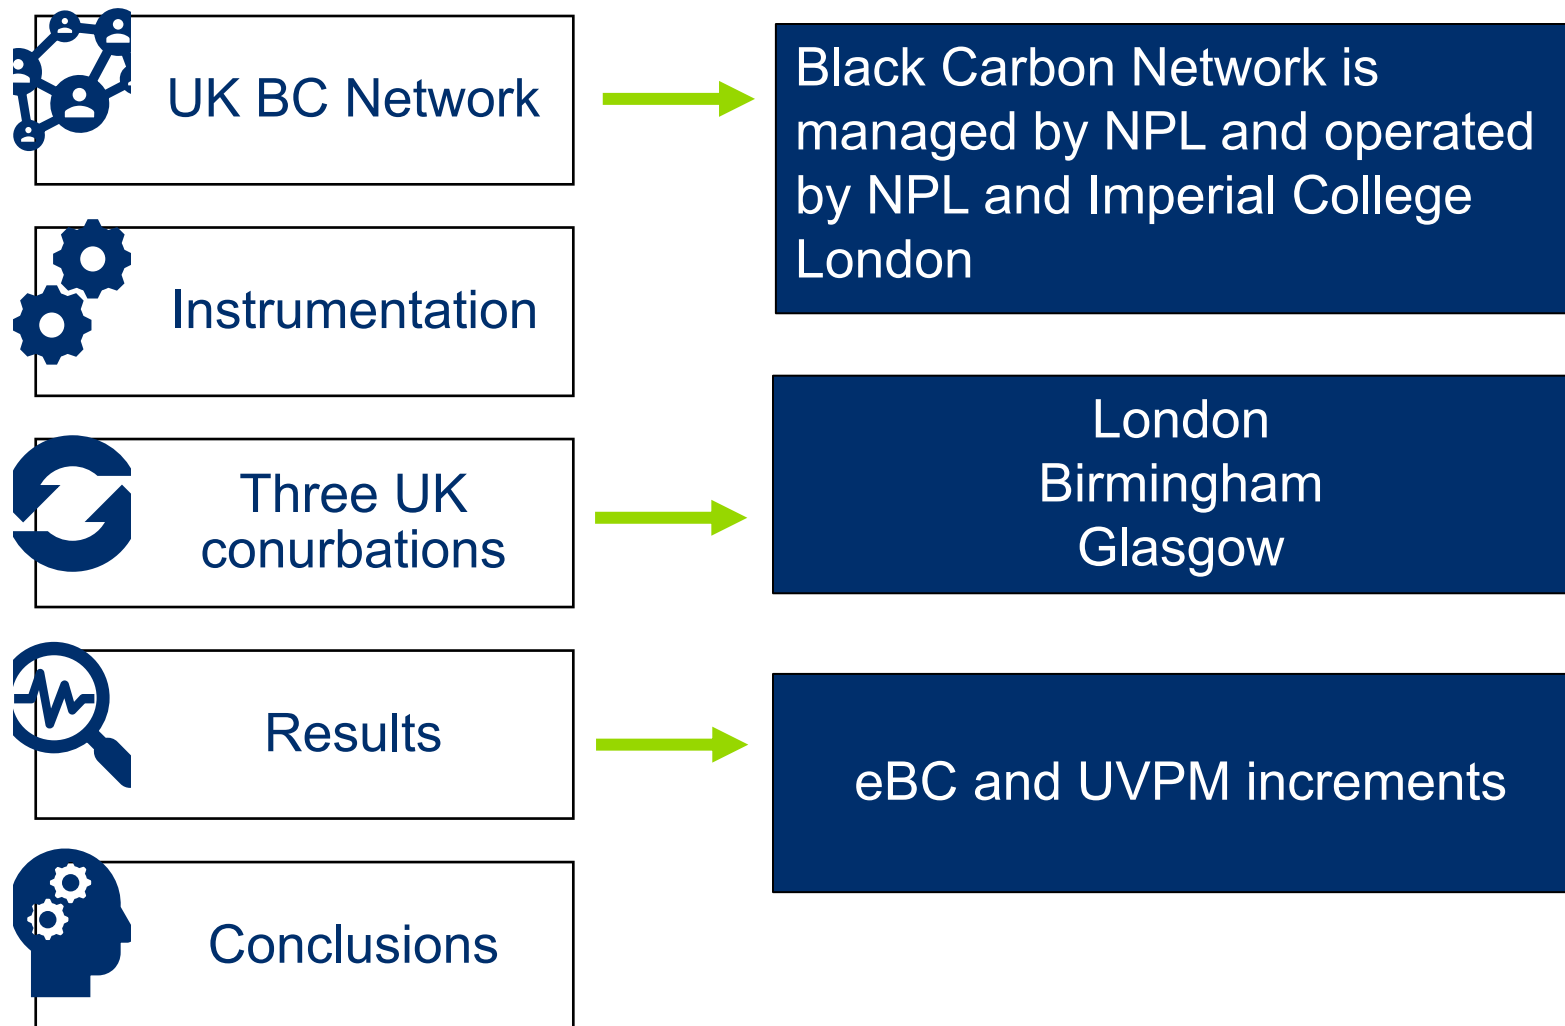 UK BC Network
Black Carbon Network is
managed by NPL and operated
by NPL and Imperial College
London
Instrumentation
Three UK
conurbations
London
Birmingham
Glasgow
Results
eBC and UVPM increments
Conclusions